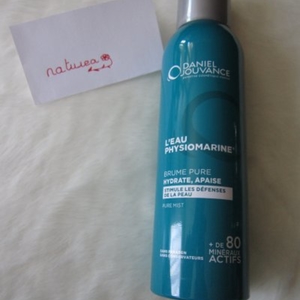 naturea
DANIEL
JOUVANCE
L'EAU
PHYSIOMARINE
BRUME PURE
HYDRATE, APAISE
STIMULE LES DÉFENSES
DE LA PEAU
PURE MIST
+ DE 80
MINÉRAUX
ACTIFS